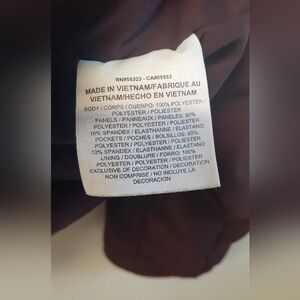 RN#56323 - CA#05553
MADE IN VIETNAM/FABRIQUE AU
VIETNAM/HECHO EN VIETNAM
BODY / CORPS / CUERPO: 100% POLYESTER /
POLYESTER / POLIESTER
PANELS / PANNEAUX / PANELES: 90%
POLYESTER / POLYESTER / POLIESTER
10% SPANDEX / ELASTHANNE / ELASTANO
POCKETS / POCHES / BOLSILLOS: 90%
POLYESTER / POLYESTER / POLIESTER
10% SPANDEX / ELASTHANNE / ELASTANO
LINING / DOUBLURE / FORRO: 100%
POLYESTER / POLYESTER / POLIESTER
EXCLUSIVE OF DECORATION / DECORATION
NON COMPRISE / NO INCLUYE LA
DECORACION